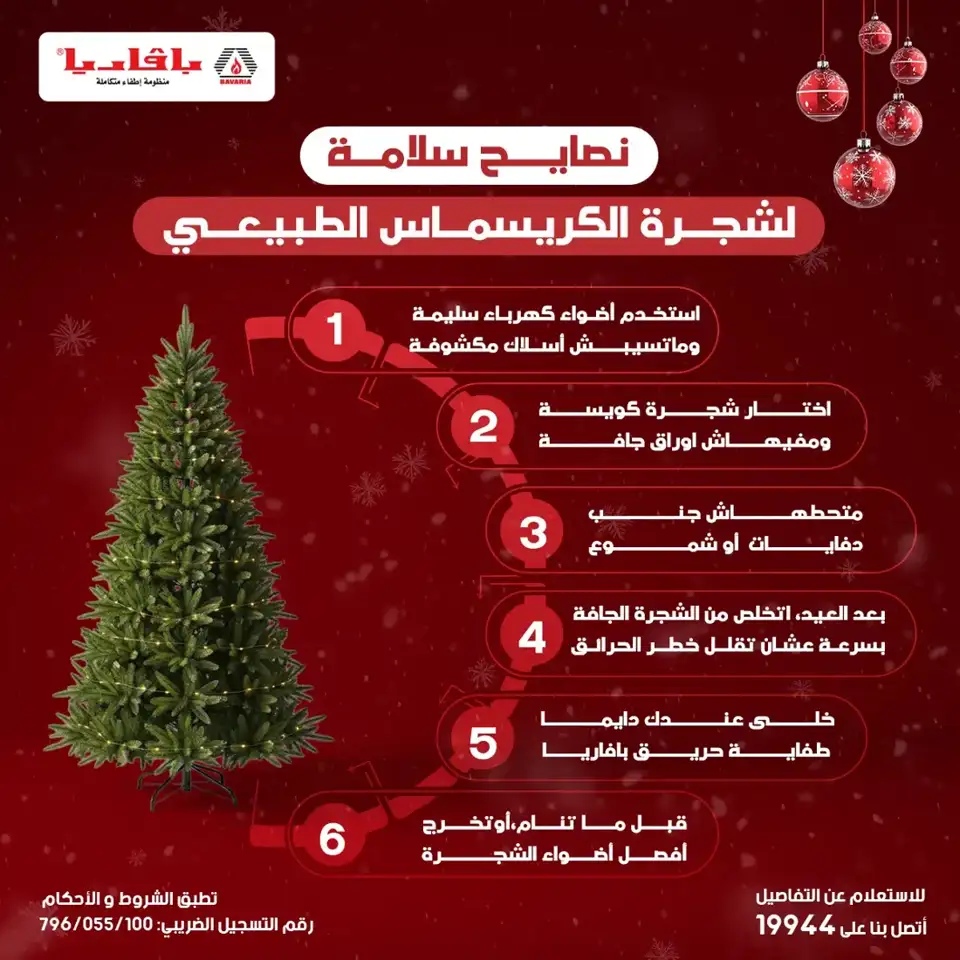 باڤاريا®
منظومة إطفاء متكاملة
BAVARIA
نصايح سلامة
لشجرة الكريسماس الطبيعي
1
استخدم أضواء كهرباء سليمة
وماتسيبش أسلاك مكشوفة
2
اختار شجرة كويسة
ومفيهاش اوراق جافة
3
متحطهاش جنب
دفايات أو شموع
4
بعد العيد، اتخلص من الشجرة الجافة
بسرعة عشان تقلل خطر الحرائق
5
خلى عندك دايما
طفاية حريق بافاريا
6
قبل ما تنام،أوتخرج
أفصل أضواء الشجرة
للاستعلام عن التفاصيل
أتصل بنا على 19944
تطبق الشروط و الأحكام
رقم التسجيل الضريبي: 796/055/100